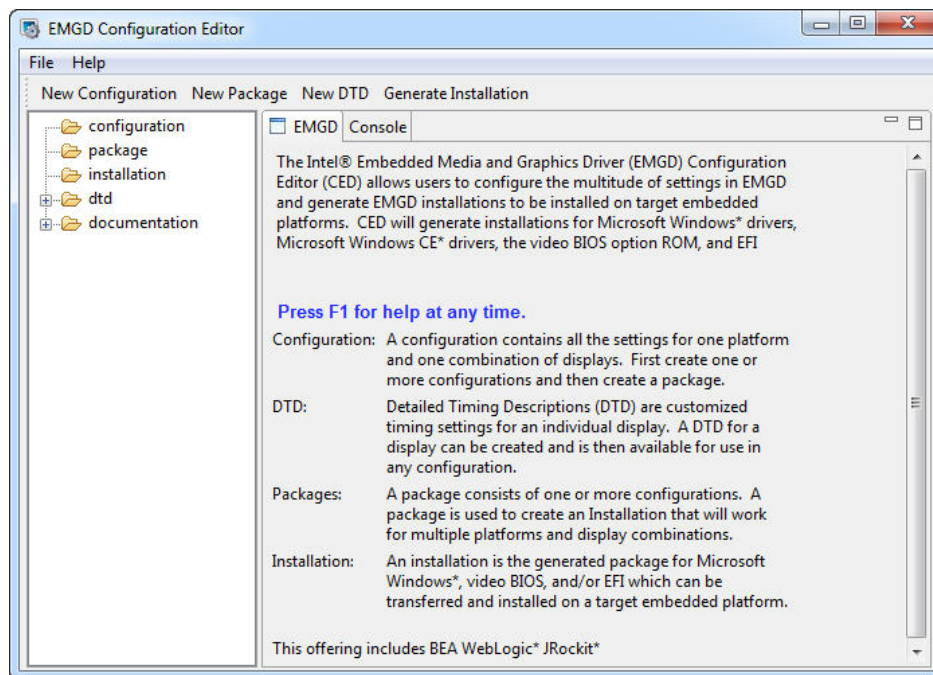 EMGD Configuration Editor
File Help
New Configuration New Package New DTD Generate Installation
configuration
package
installation
dtd
documentation
EMGD Console
The Intel® Embedded Media and Graphics Driver (EMGD) Configuration
Editor (CED) allows users to configure the multitude of settings in EMGD
and generate EMGD installations to be installed on target embedded
platforms. CED will generate installations for Microsoft Windows* drivers,
Microsoft Windows CE* drivers, the video BIOS option ROM, and EFI
Press F1 for help at any time.
Configuration: A configuration contains all the settings for one platform
and one combination of displays. First create one or
more configurations and then create a package.
DTD: Detailed Timing Descriptions (DTD) are customized
timing settings for an individual display. A DTD for a
display can be created and is then available for use in
any configuration.
Packages: A package consists of one or more configurations. A
package is used to create an Installation that will work
for multiple platforms and display combinations.
Installation: An installation is the generated package for Microsoft
Windows*, video BIOS, and/or EFI which can be
transferred and installed on a target embedded platform.
This offering includes BEA WebLogic* JRockit*